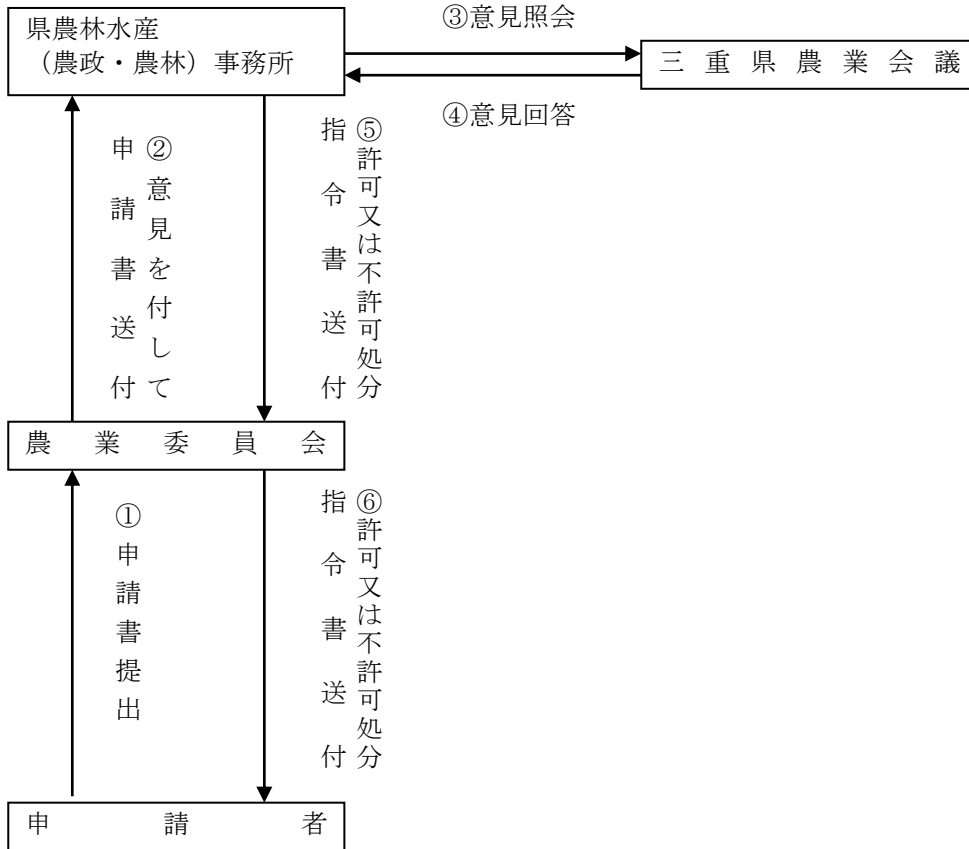 県農林水産
（農政・農林）事務所
③意見照会
三重県農業会議
④意見回答
②意見を付して
申請書送付
⑤許可又は不許可処分
指令書送付
農業委員会
①申請書提出
⑥許可又は不許可処分
指令書送付
申請者